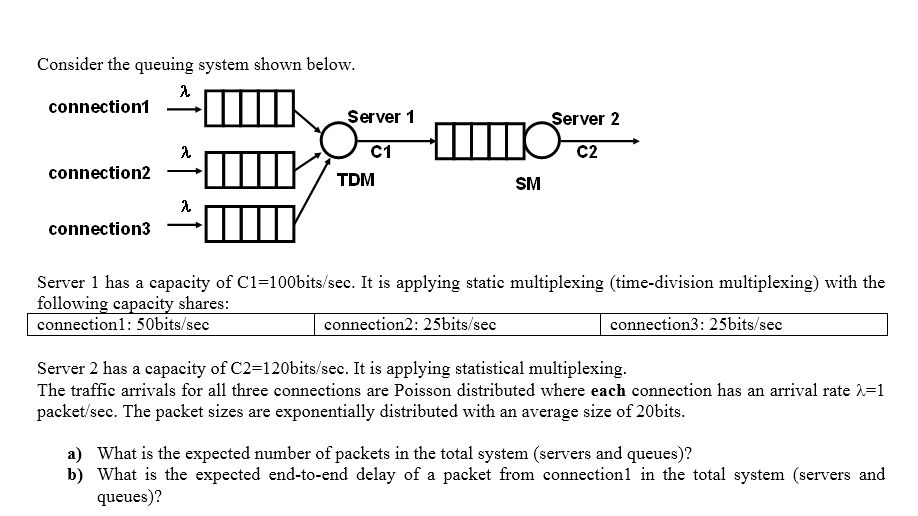 Consider the queuing system shown below.
λ
connection1
Server 1
Server 2
C1
C2
λ
connection2
TDM
SM
λ
connection3
Server 1 has a capacity of C1=100bits/sec. It is applying static multiplexing (time-division multiplexing) with the
following capacity shares:
connection1: 50bits/sec
connection2: 25bits/sec
connection3: 25bits/sec
Server 2 has a capacity of C2=120bits/sec. It is applying statistical multiplexing.
The traffic arrivals for all three connections are Poisson distributed where each connection has an arrival rate λ=1
packet/sec. The packet sizes are exponentially distributed with an average size of 20bits.
a) What is the expected number of packets in the total system (servers and queues)?
b) What is the expected end-to-end delay of a packet from connection1 in the total system (servers and
queues)?